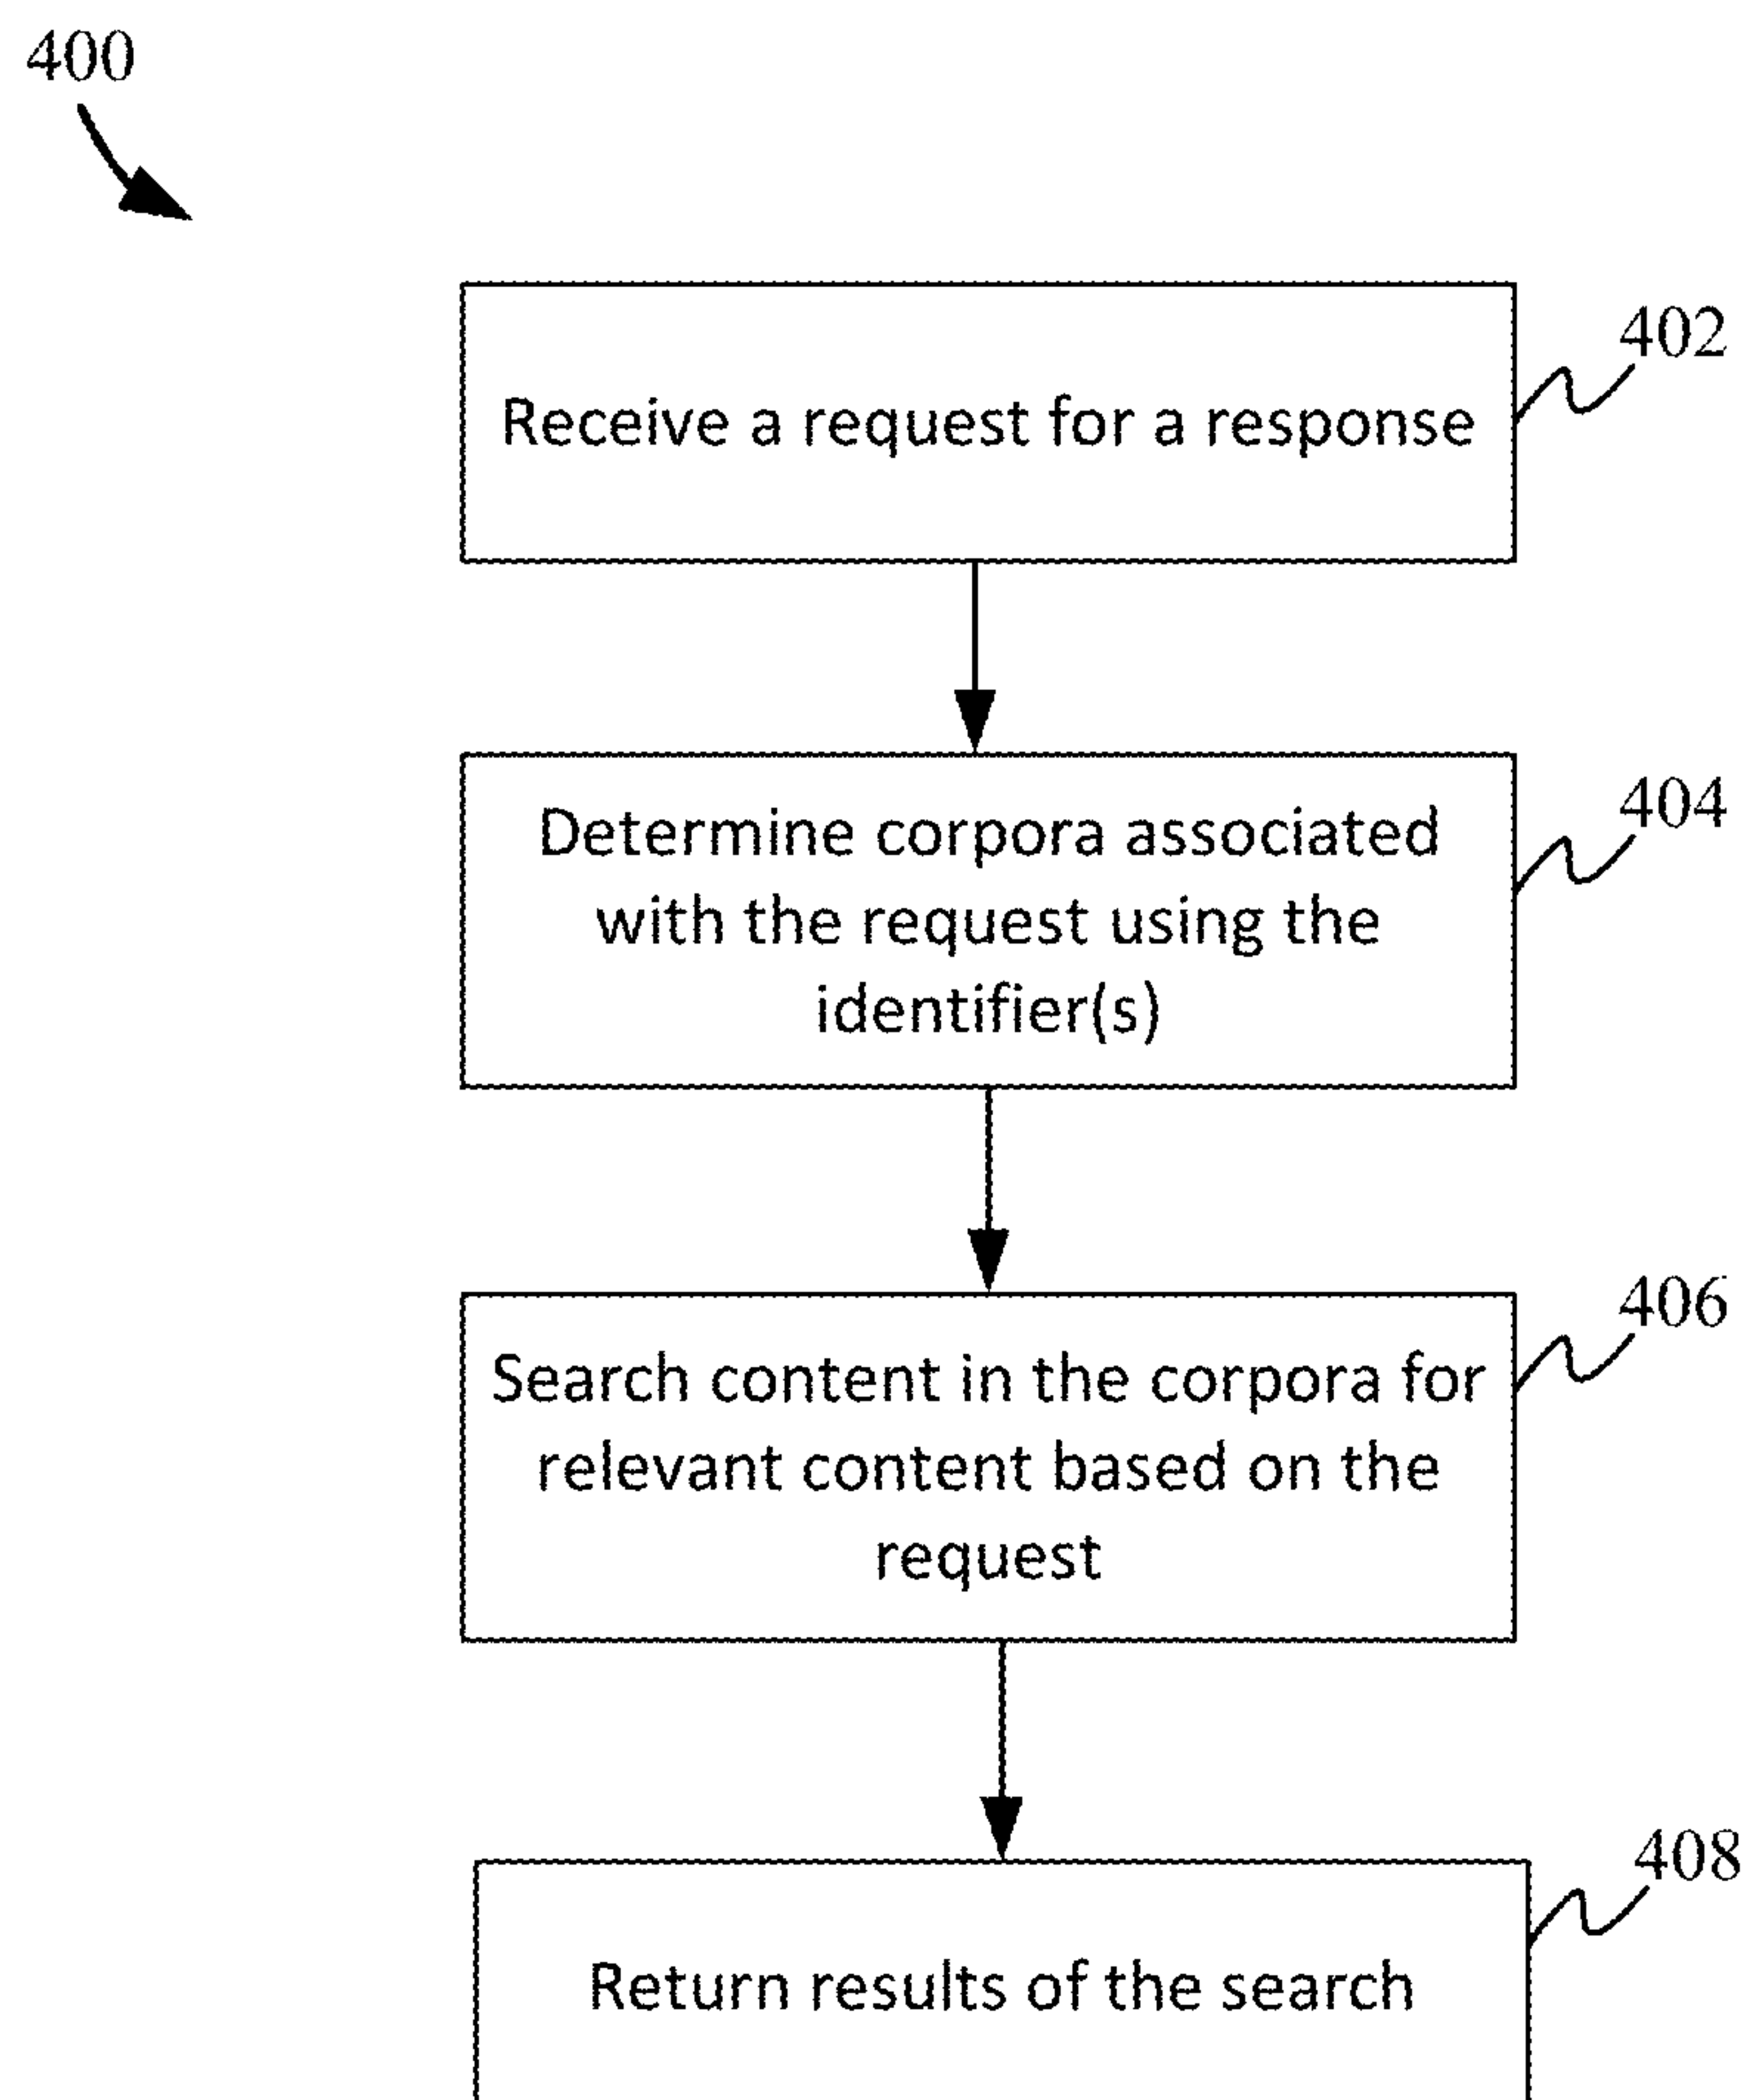 400
402
Receive a request for a response
404
Determine corpora associated
with the request using the
identifier(s)
406
Search content in the corpora for
relevant content based on the
request
408
Return results of the search